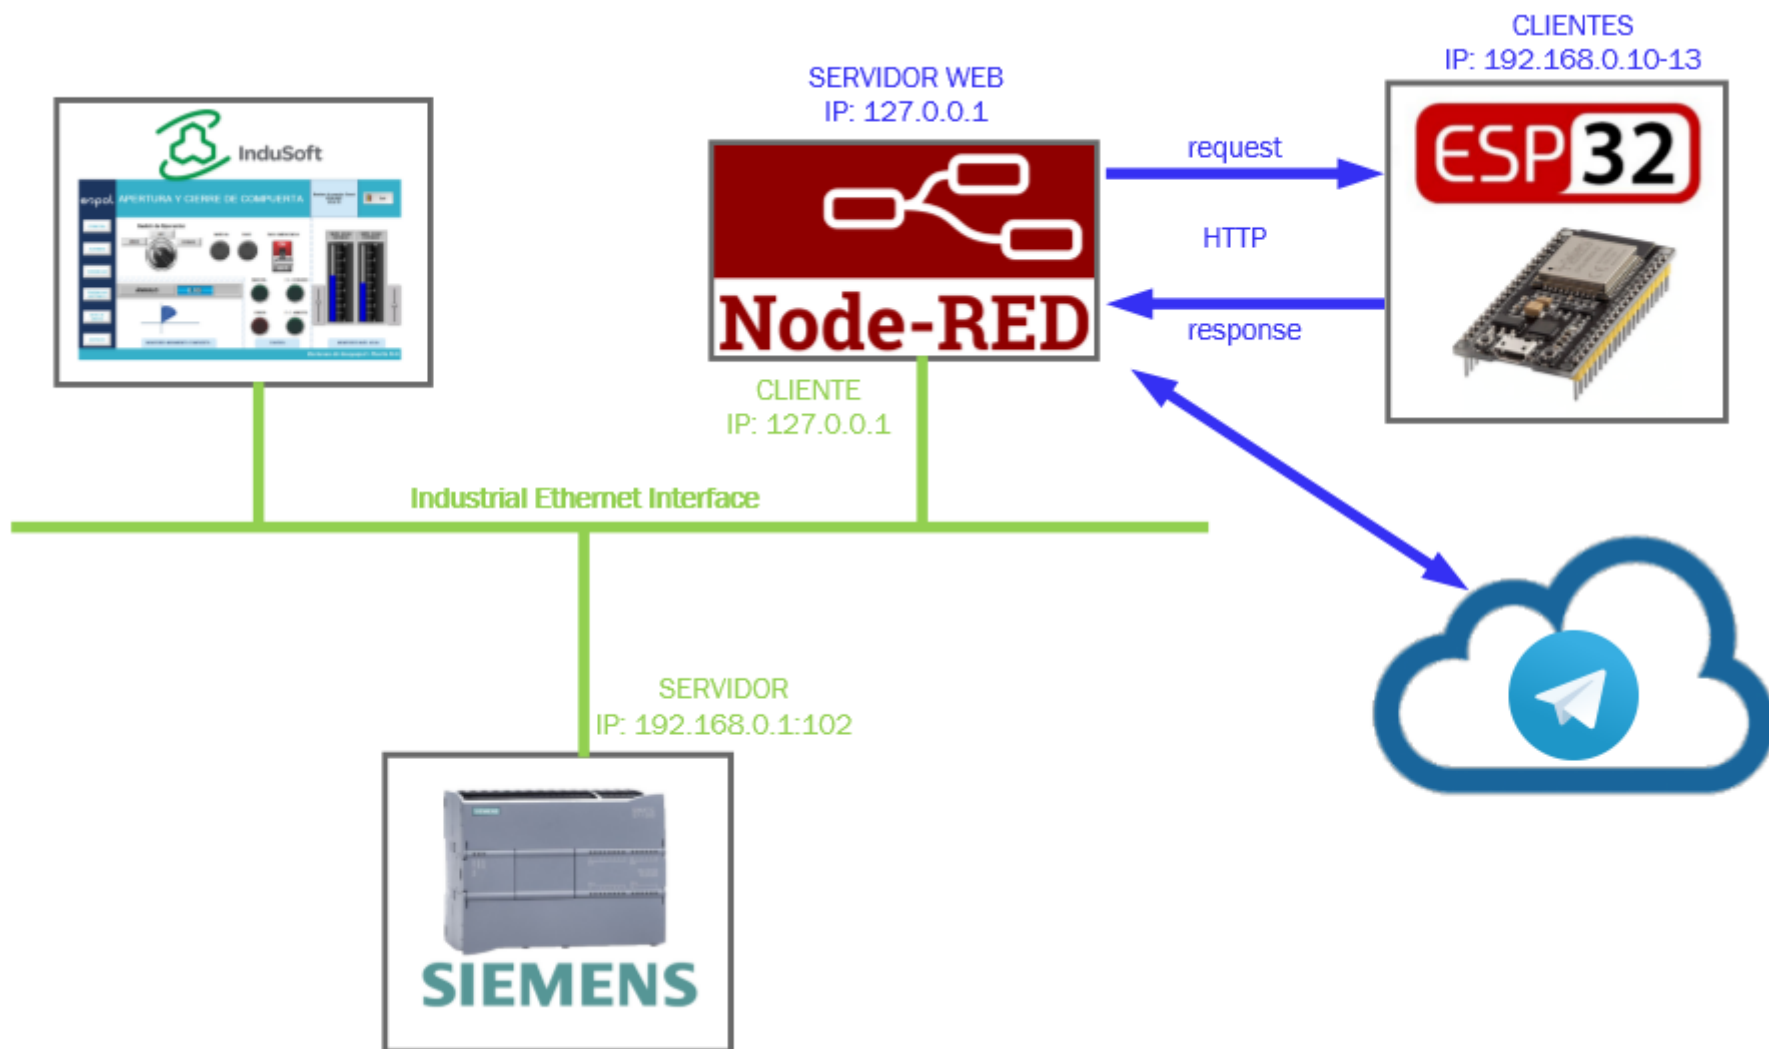 CLIENTES
IP: 192.168.0.10-13
SERVIDOR WEB
IP: 127.0.0.1
InduSoft
espol
APERTURA Y CIERRE DE COMPUERTA
request
HTTP
response
ESP32
Node-RED
CLIENTE
IP: 127.0.0.1
Industrial Ethernet Interface
SERVIDOR
IP: 192.168.0.1:102
SIEMENS